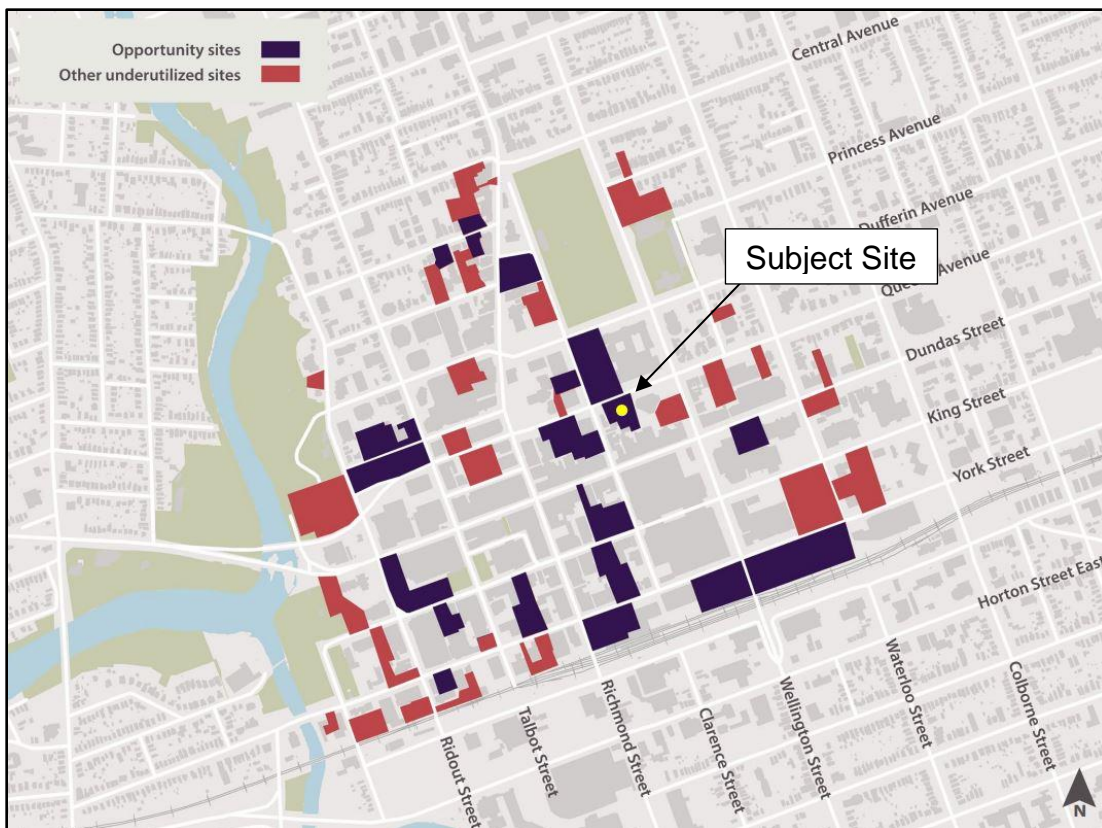 Opportunity sites
Other underutilized sites
Central Avenue
Princess Avenue
Dufferin Avenue
Subject Site
Avenue
Dundas Street
King Street
York Street
Horton Street East
Ridout Street
Talbot Street
Richmond Street
Clarence Street
Wellington Street
Waterloo Street
Colborne Street
N